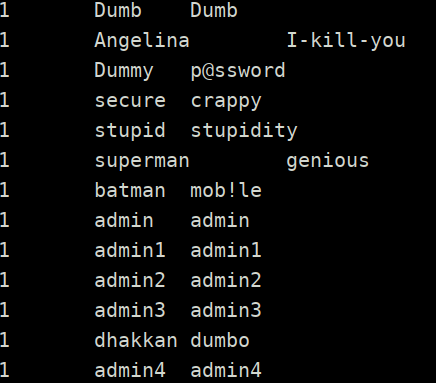 1 Dumb Dumb
1 Angelina I-kill-you
1 Dummy p@ssword
1 secure crappy
1 stupid stupidity
1 superman genious
1 batman mob!le
1 admin admin
1 admin1 admin1
1 admin2 admin2
1 admin3 admin3
1 dhakkan dumbo
1 admin4 admin4